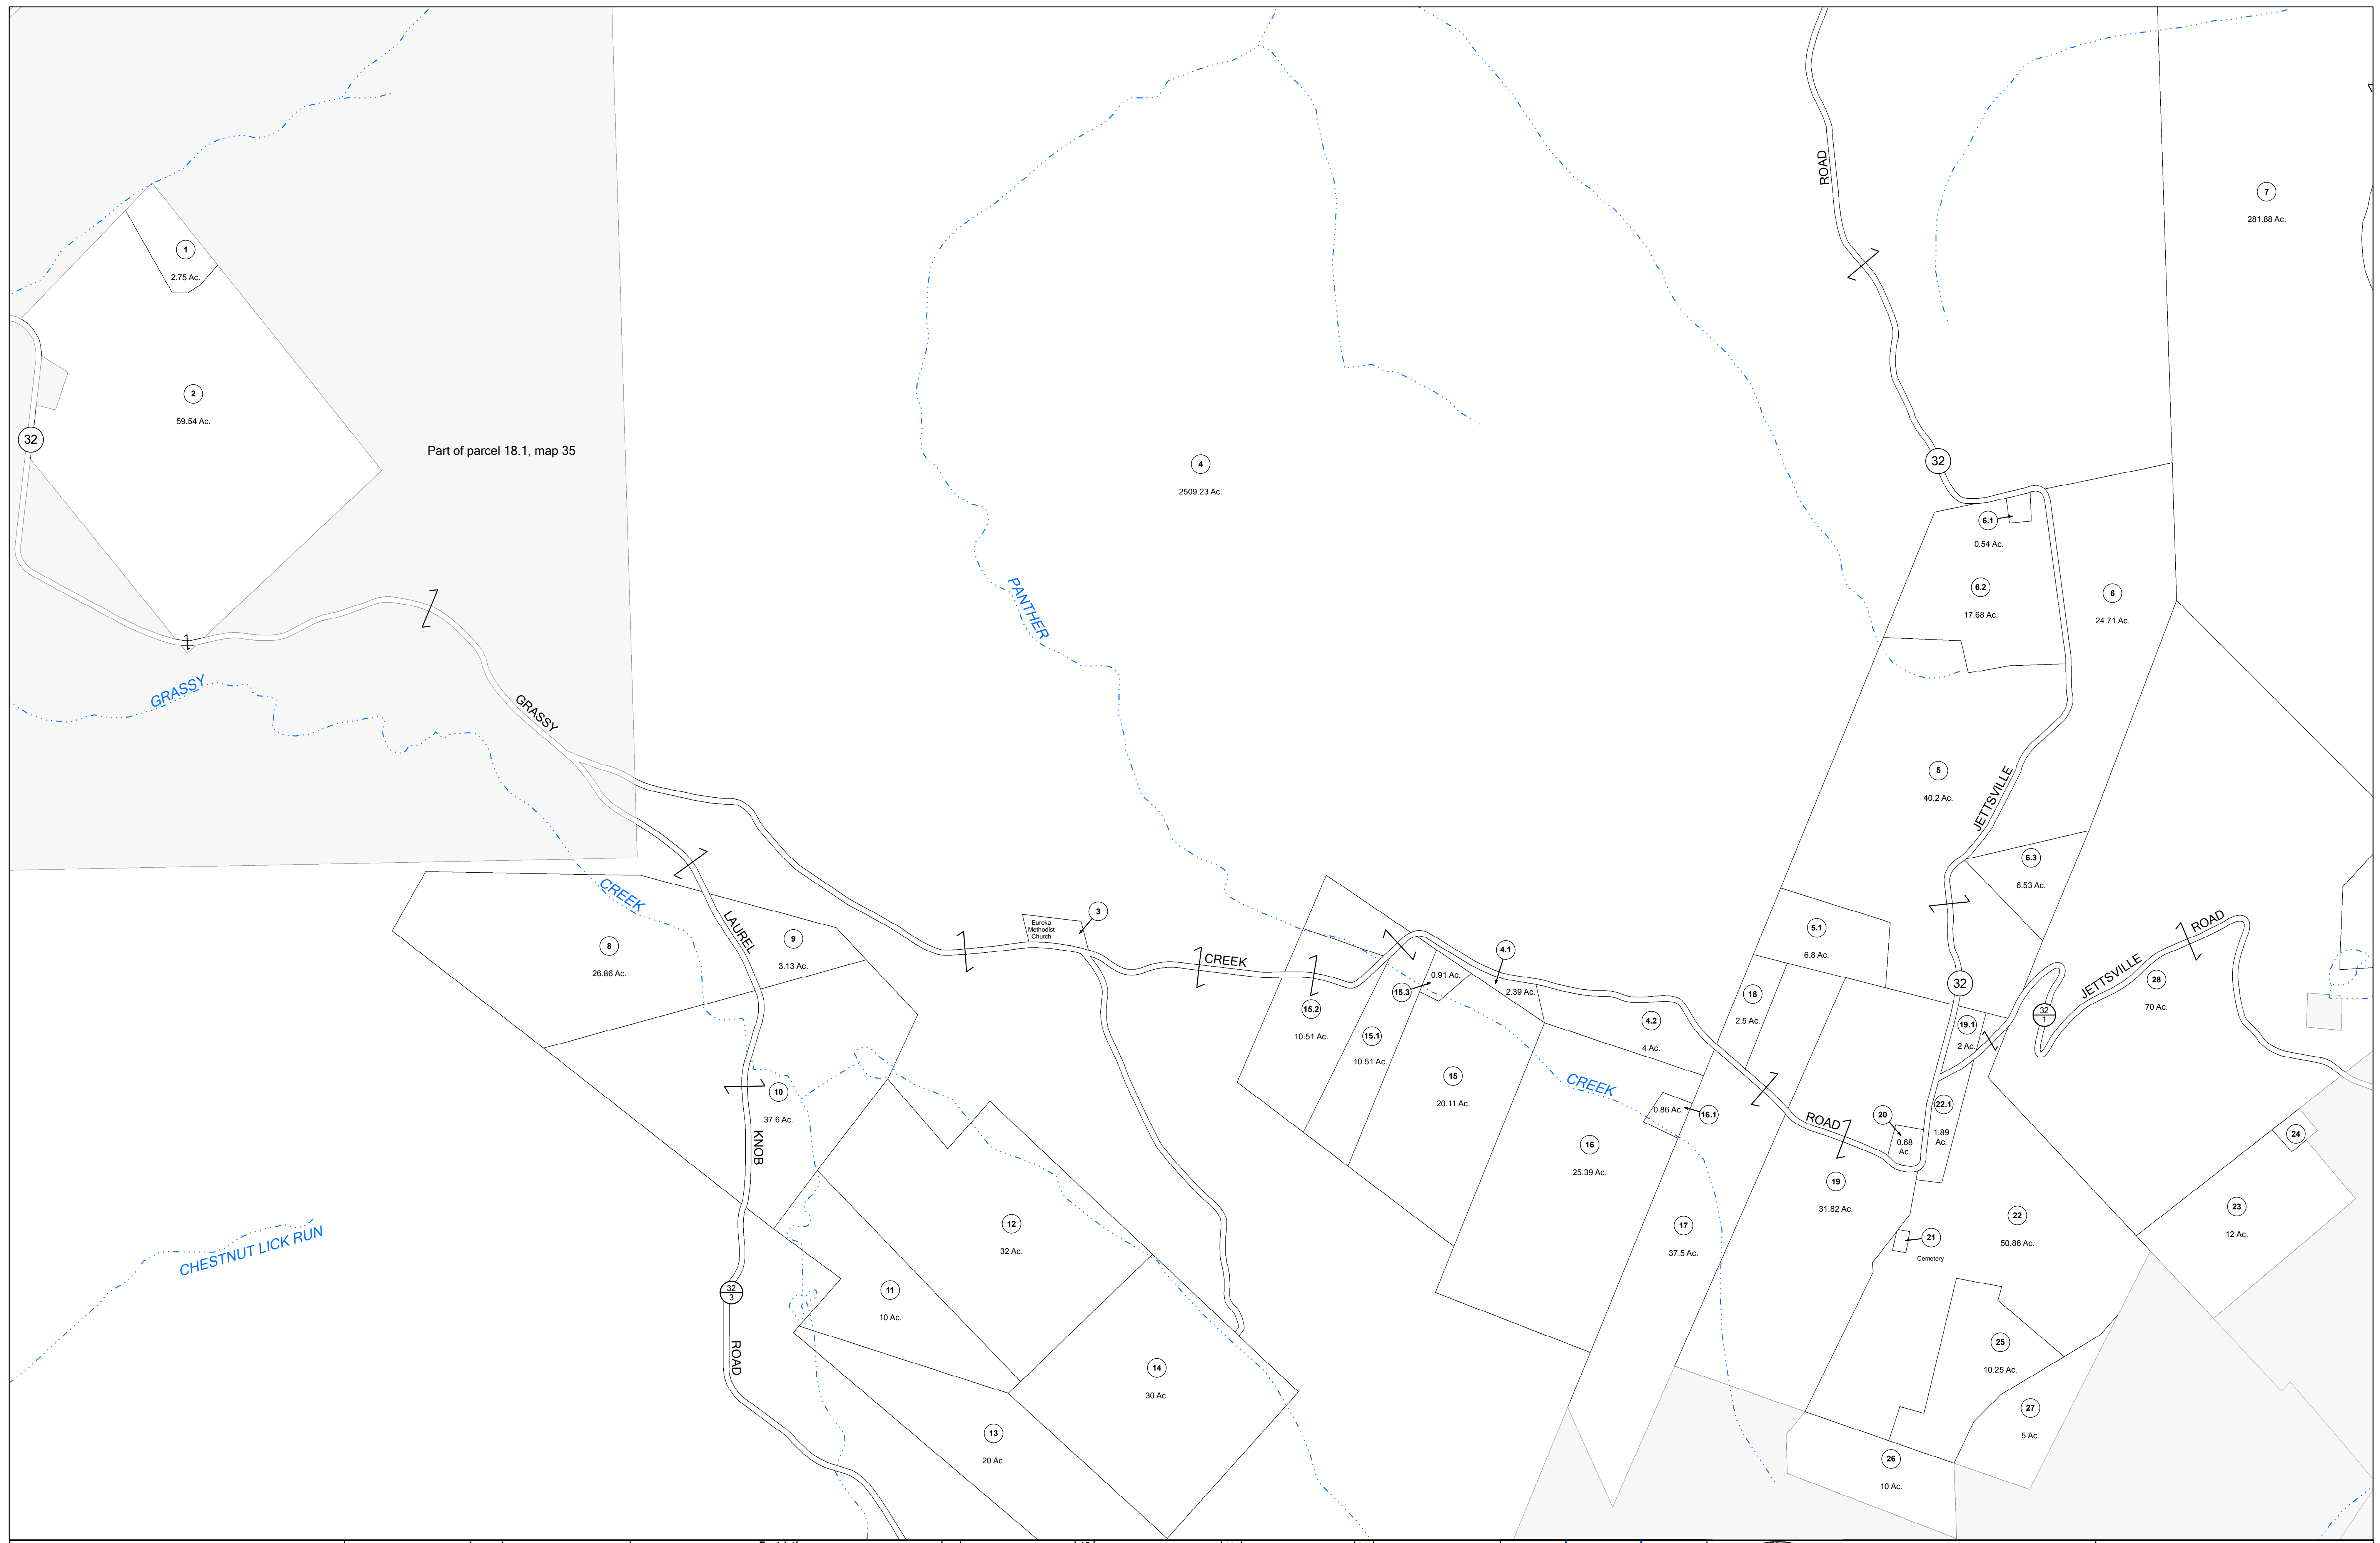 ROAD
7
281.88 Ac.
1
2.75 Ac.
2
59.54 Ac.
32
Part of parcel 18.1, map 35
4
2509.23 Ac.
32
6.1
0.54 Ac.
6.2
17.68 Ac.
6
24.71 Ac.
PANTHER
GRASSY
GRASSY
5
40.2 Ac.
JETTSVILLE
6.3
6.53 Ac.
CREEK
LAUREL
8
26.86 Ac.
9
3.13 Ac.
Eureka
Methodist
Church
3
CREEK
4.1
2.39 Ac.
0.91 Ac.
15.3
5.1
6.8 Ac.
ROAD
JETTSVILLE
28
70 Ac.
32
18
2.5 Ac.
15.2
10.51 Ac.
15.1
10.51 Ac.
4.2
4 Ac.
19.1
2 Ac.
32
1
15
20.11 Ac.
CREEK
10
37.6 Ac.
KNOB
0.86 Ac.
16.1
ROAD
20
0.68
Ac.
22.1
1.89
Ac.
16
25.39 Ac.
24
19
31.82 Ac.
23
12 Ac.
17
37.5 Ac.
22
50.86 Ac.
21
Cemetery
12
32 Ac.
CHESTNUT LICK RUN
32
3
11
10 Ac.
ROAD
14
30 Ac.
25
10.25 Ac.
27
5 Ac.
13
20 Ac.
26
10 Ac.